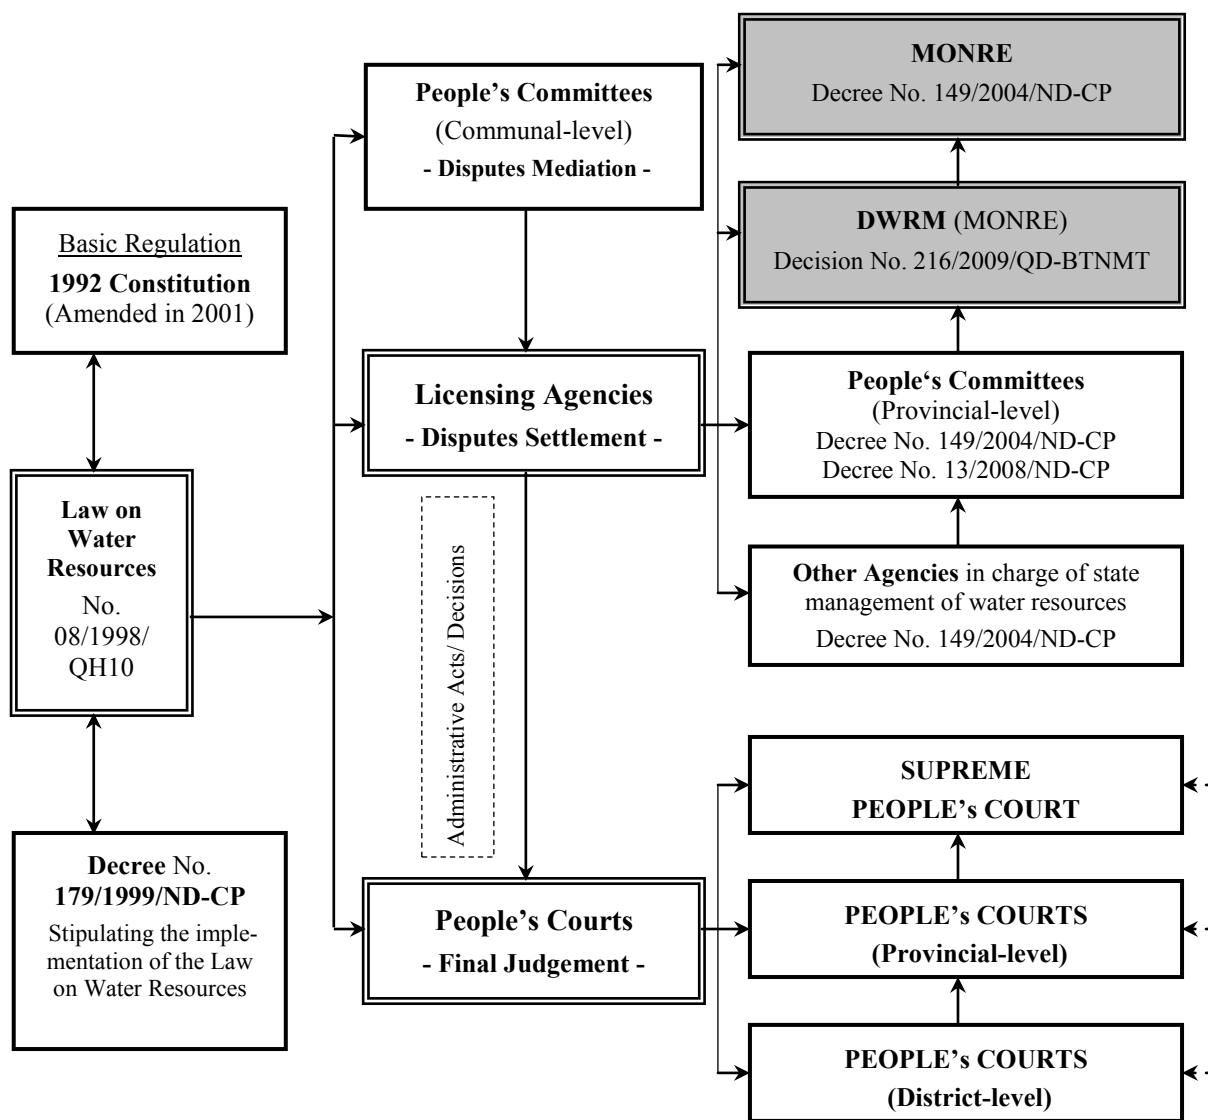 Basic Regulation
1992 Constitution
(Amended in 2001)
Law on
Water
Resources
No.
08/1998/
QH10
Decree No.
179/1999/ND-CP
Stipulating the imple-
mentation of the Law
on Water Resources
People's Committees
(Communal-level)
- Disputes Mediation -
Licensing Agencies
- Disputes Settlement -
Administrative Acts/ Decisions
People's Courts
- Final Judgement -
MONRE
Decree No. 149/2004/ND-CP
DWRM (MONRE)
Decision No. 216/2009/QD-BTNMT
People‘s Committees
(Provincial-level)
Decree No. 149/2004/ND-CP
Decree No. 13/2008/ND-CP
Other Agencies in charge of state
management of water resources
Decree No. 149/2004/ND-CP
SUPREME
PEOPLE's COURT
PEOPLE's COURTS
(Provincial-level)
PEOPLE's COURTS
(District-level)